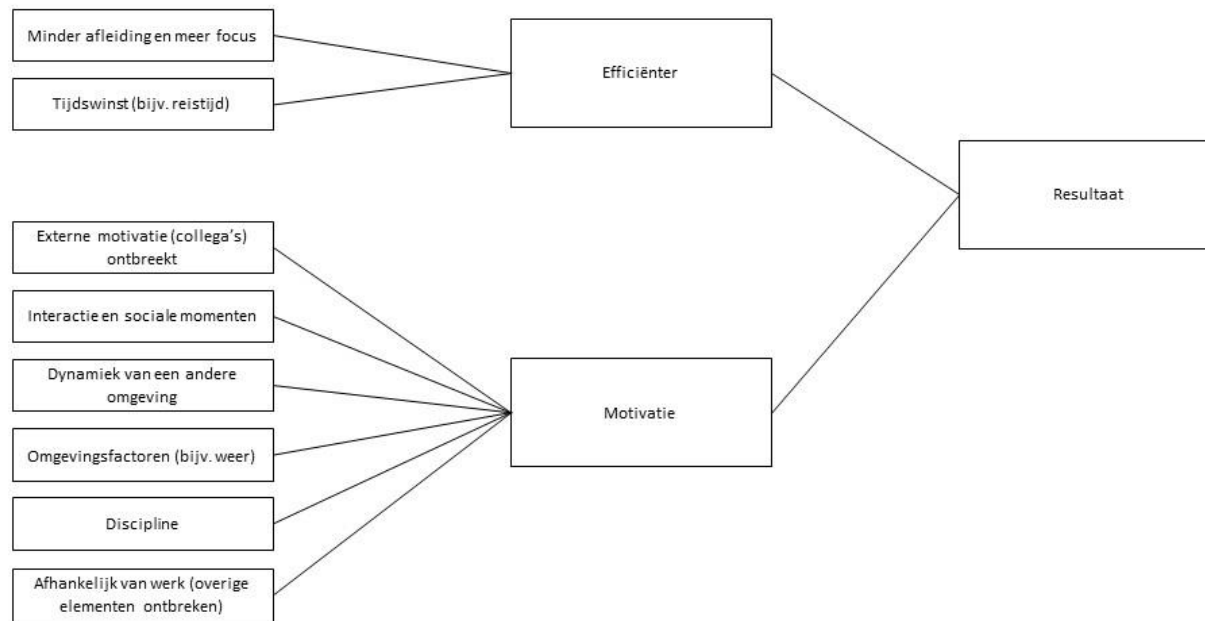 Minder afleiding en meer focus
Tijdswinst (bijv. reistijd)
Efficiënter
Resultaat
Externe motivatie (collega's)
ontbreekt
Interactie en sociale momenten
Dynamiek van een andere
omgeving
Omgevingsfactoren (bijv. weer)
Discipline
Afhankelijk van werk (overige
elementen ontbreken)
Motivatie